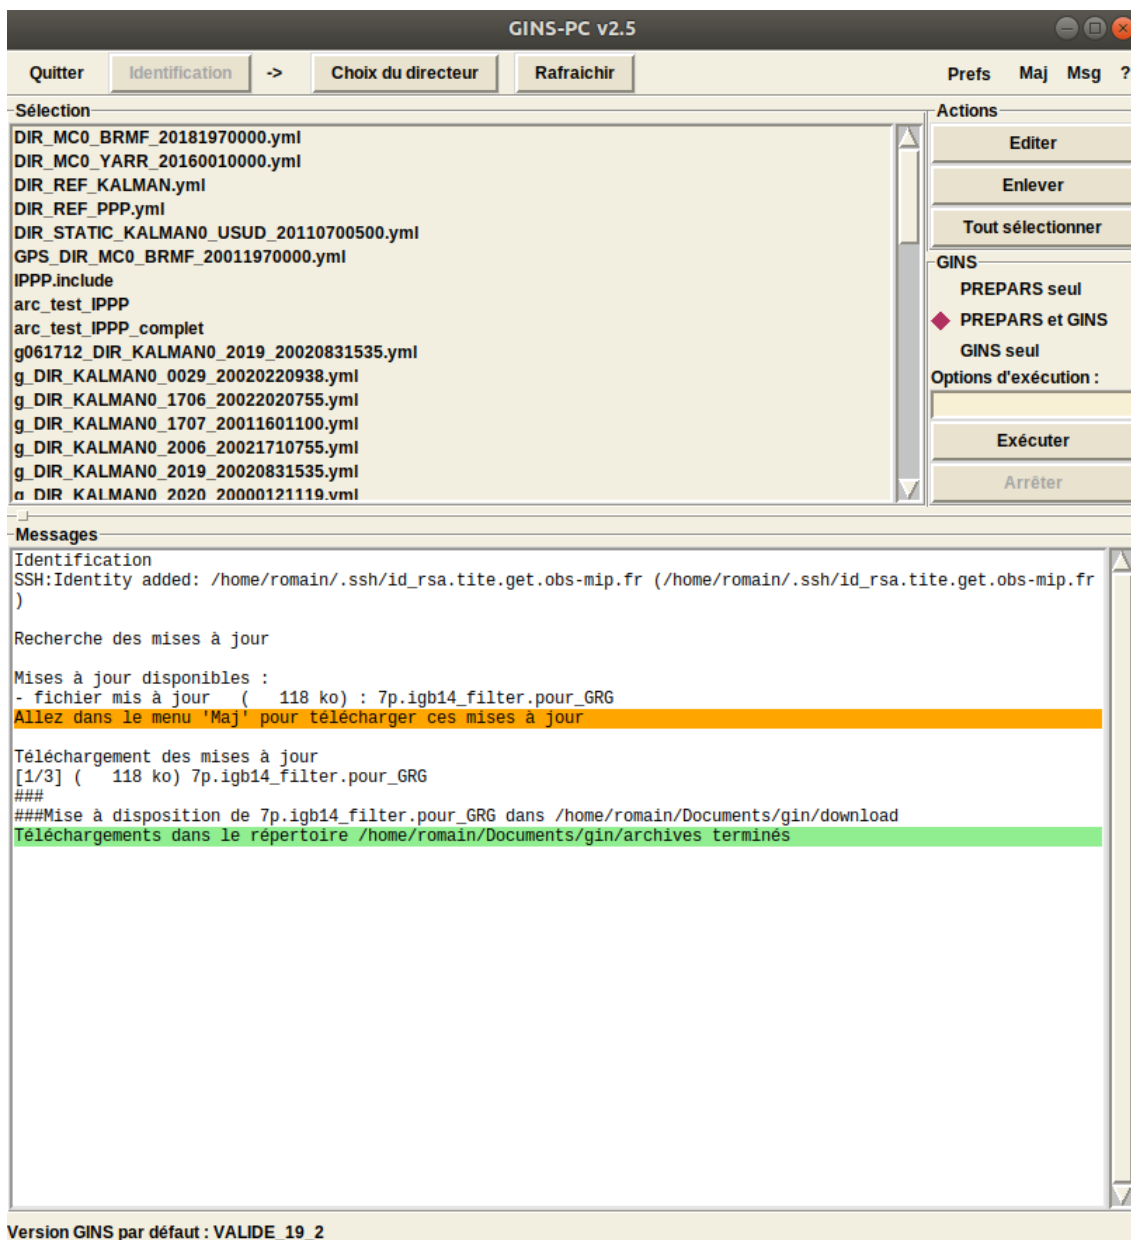 GINS-PC v2.5
Quitter Identification -> Choix du directeur Rafraichir Prefs Maj Msg ?
Sélection
DIR_MC0_BRMF_20181970000.yml
DIR_MC0_YARR_20160010000.yml
DIR_REF_KALMAN.yml
DIR_REF_PPP.yml
DIR_STATIC_KALMAN0_USUD_20110700500.yml
GPS_DIR_MC0_BRMF_20011970000.yml
IPPP.include
arc_test_IPPP
arc_test_IPPP_complet
g061712_DIR_KALMAN0_2019_20020831535.yml
g_DIR_KALMAN0_0029_20020220938.yml
g_DIR_KALMAN0_1706_20022020755.yml
g_DIR_KALMAN0_1707_20011601100.yml
g_DIR_KALMAN0_2006_20021710755.yml
g_DIR_KALMAN0_2019_20020831535.yml
g_DIR_KALMAN0_2020_20000121119.yml
Actions
Editer
Enlever
Tout sélectionner
GINS
PREPARS seul
PREPARS et GINS
GINS seul
Options d'exécution :
Exécuter
Arrêter
Messages
Identification
SSH:Identity added: /home/romain/.ssh/id_rsa.tite.get.obs-mip.fr (/home/romain/.ssh/id_rsa.tite.get.obs-mip.fr
)
Recherche des mises à jour
Mises à jour disponibles :
- fichier mis à jour   (   118 ko) : 7p.igb14_filter.pour_GRG
Allez dans le menu 'Maj' pour télécharger ces mises à jour
Téléchargement des mises à jour
[1/3] (   118 ko) 7p.igb14_filter.pour_GRG
###
###Mise à disposition de 7p.igb14_filter.pour_GRG dans /home/romain/Documents/gin/download
Téléchargements dans le répertoire /home/romain/Documents/gin/archives terminés
Version GINS par défaut : VALIDE_19_2